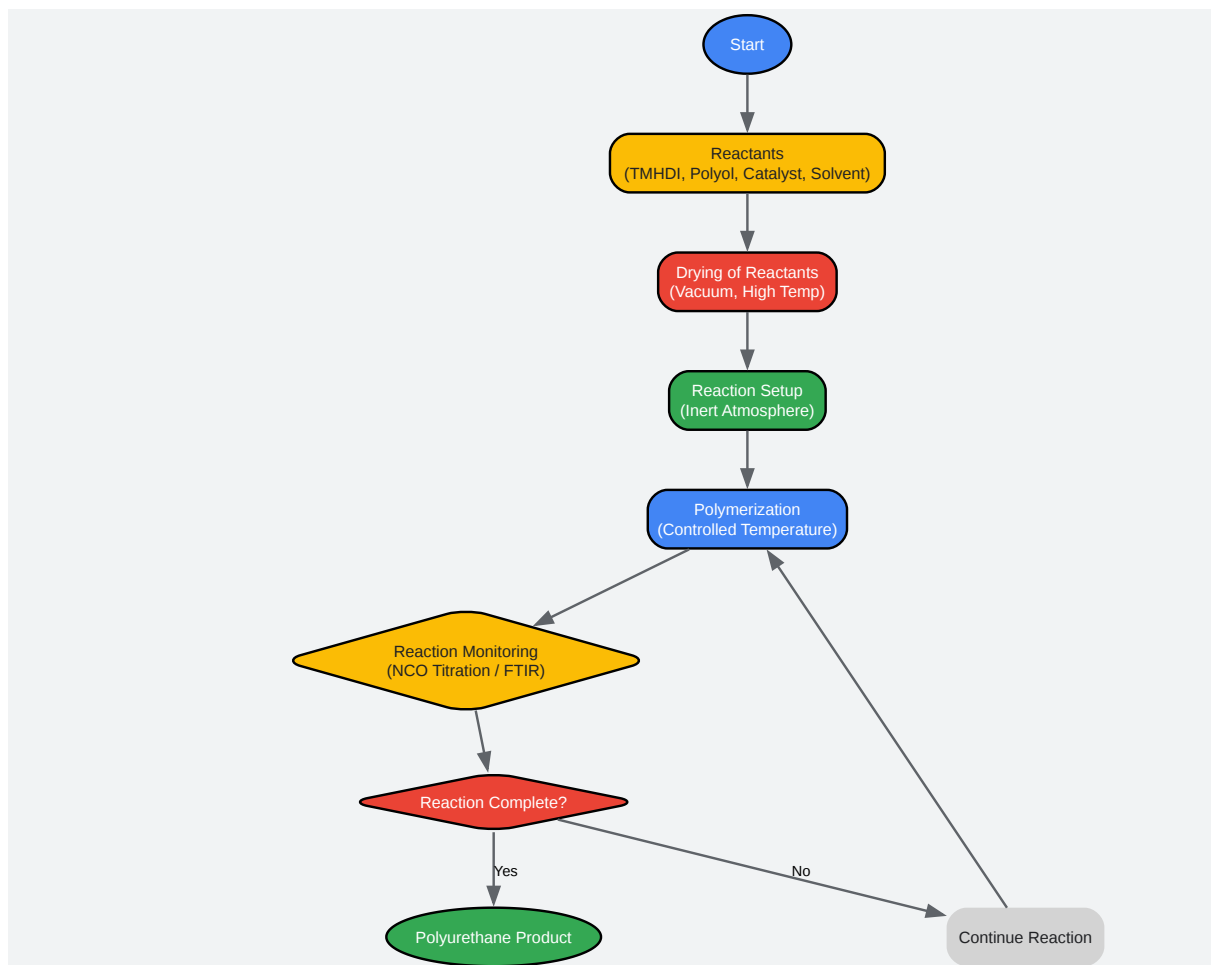 Start
Reactants
(TMHDI, Polyol, Catalyst, Solvent)
Drying of Reactants
(Vacuum, High Temp)
Reaction Setup
(Inert Atmosphere)
Polymerization
(Controlled Temperature)
Reaction Monitoring
(NCO Titration / FTIR)
Reaction Complete?
Yes
No
Polyurethane Product
Continue Reaction